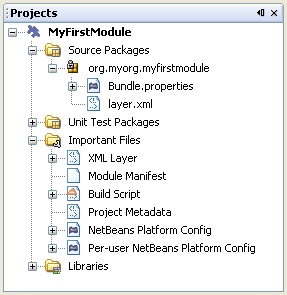 Projects
MyFirstModule
Source Packages
org.myorg.myfirstmodule
Bundle.properties
layer.xml
Unit Test Packages
Important Files
XML Layer
Module Manifest
Build Script
Project Metadata
NetBeans Platform Config
Per-user NetBeans Platform Config
Libraries